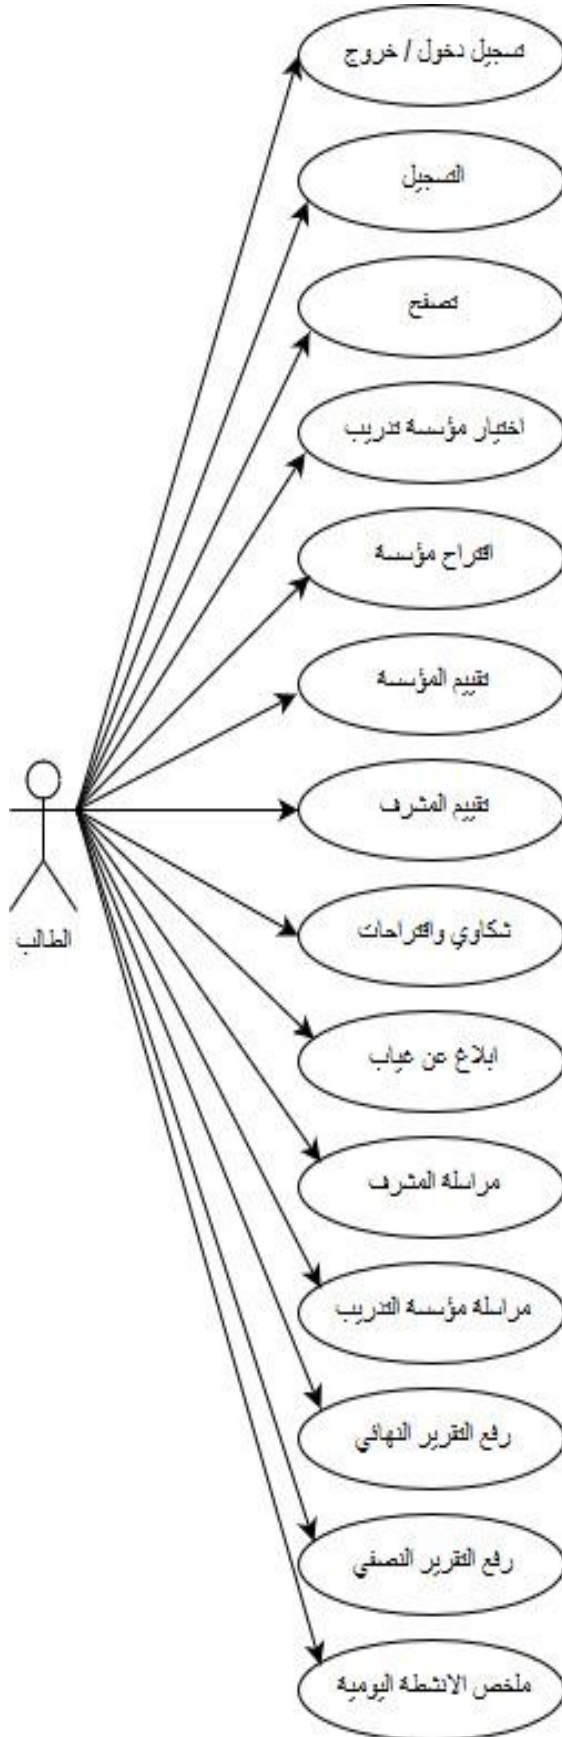 تسجيل دخول / خروج
التسجيل
تصفح
اختيار مؤسسة تدريب
اقتراح مؤسسة
تقييم المؤسسة
تقييم المشرف
الطالب
شكاوي واقتراحات
ابلاغ عن غياب
مراسلة المشرف
مراسلة مؤسسة التدريب
رفع التقرير النهائي
رفع التقرير النصفي
ملخص الانشطة اليومية